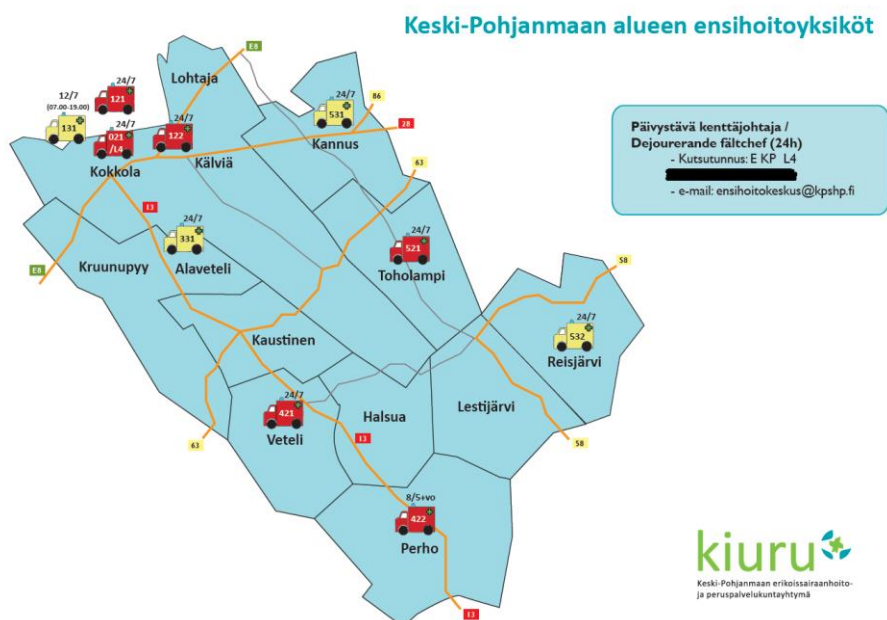 Keski-Pohjanmaan alueen ensihoitoyksiköt
E8
24/7
Lohtaja
12/7
(07.00-19.00)
121
24/7
86
131
24/7
24/7
531
28
021
/L4
122
Kannus
Kokkola
Kälviä
63
Päivystävä kenttäjohtaja /
Dejourerande fältchef (24h)
- Kutsutunnus: E KP L4
- e-mail: ensihoitokeskus@kpshp.fi
13
24/7
331
24/7
521
Kruunupyy
Alaveteli
Toholampi
58
E8
24/7
532
Kaustinen
Reisjärvi
24/7
421
Halsua
Lestijärvi
Veteli
63
13
58
8/5+vo
422
Perho
13
kiuru
Keski-Pohjanmaan erikoissairaanhoito-
ja peruspalvelukuntayhtymä